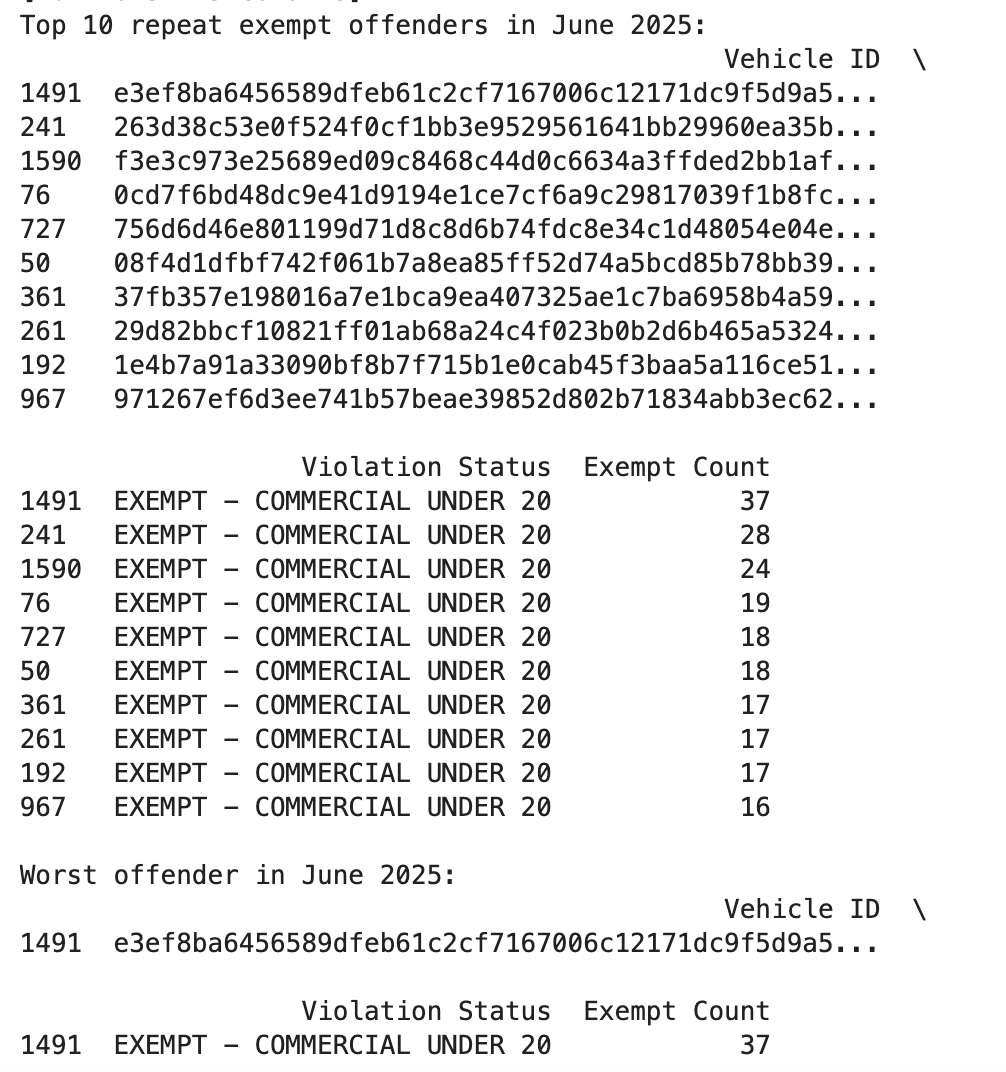 Top 10 repeat exempt offenders in June 2025:
Vehicle ID \
1491 e3ef8ba6456589dfeb61c2cf7167006c12171dc9f5d9a5...
241 263d38c53e0f524f0cf1bb3e9529561641bb29960ea35b...
1590 f3e3c973e25689ed09c8468c44d0c6634a3ffded2bb1af...
76 0cd7f6bd48dc9e41d9194e1ce7cf6a9c29817039f1b8fc...
727 756d6d46e801199d71d8c8d6b74fdc8e34c1d48054e04e...
50 08f4d1dfbf742f061b7a8ea85ff52d74a5bcd85b78bb39...
361 37fb357e198016a7e1bca9ea407325ae1c7ba6958b4a59...
261 29d82bbcf10821ff01ab68a24c4f023b0b2d6b465a5324...
192 1e4b7a91a33090bf8b7f715b1e0cab45f3baa5a116ce51...
967 971267ef6d3ee741b57beae39852d802b71834abb3ec62...
Violation Status Exempt Count
1491 EXEMPT – COMMERCIAL UNDER 20 37
241 EXEMPT – COMMERCIAL UNDER 20 28
1590 EXEMPT – COMMERCIAL UNDER 20 24
76 EXEMPT – COMMERCIAL UNDER 20 19
727 EXEMPT – COMMERCIAL UNDER 20 18
50 EXEMPT – COMMERCIAL UNDER 20 18
361 EXEMPT – COMMERCIAL UNDER 20 17
261 EXEMPT – COMMERCIAL UNDER 20 17
192 EXEMPT – COMMERCIAL UNDER 20 17
967 EXEMPT – COMMERCIAL UNDER 20 16
Worst offender in June 2025:
Vehicle ID \
1491 e3ef8ba6456589dfeb61c2cf7167006c12171dc9f5d9a5...
Violation Status Exempt Count
1491 EXEMPT – COMMERCIAL UNDER 20 37